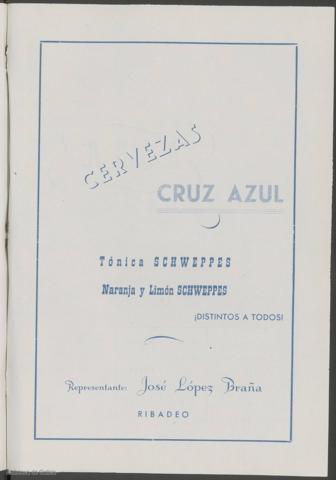 CERVEZAS
CRUZ AZUL
Tónica SCHWEPPES
Naranja y Limón SCHWEPPES
¡DISTINTOS A TODOS!
Representante: José López Braña
RIBADEO